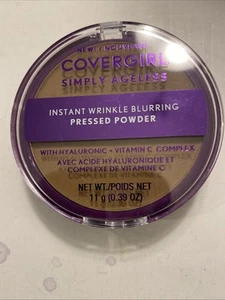 NEW! / NOUVEAU!
COVERGIRL
SIMPLY AGELESS
INSTANT WRINKLE BLURRING
PRESSED POWDER
WITH HYALURONIC + VITAMIN C COMPLEX
AVEC ACIDE HYALURONIQUE ET
COMPLEXE DE VITAMINE C
NET WT./POIDS NET
11 g (0.39 OZ)